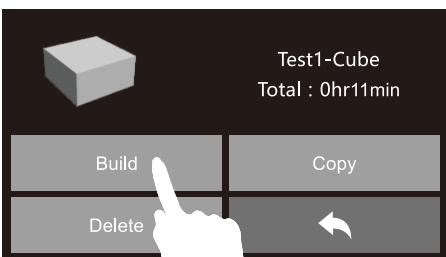 Test1-Cube
Total : 0hr11min
Build
Copy
Delete